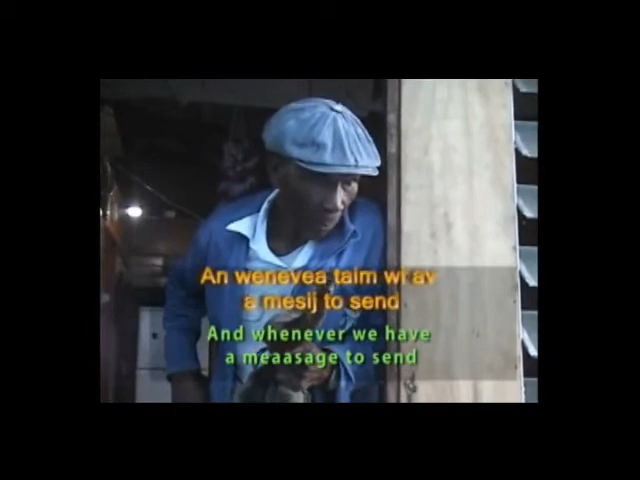 An wenevea taim wi av
a mesij to send
And whenever we have
a meaasage to send